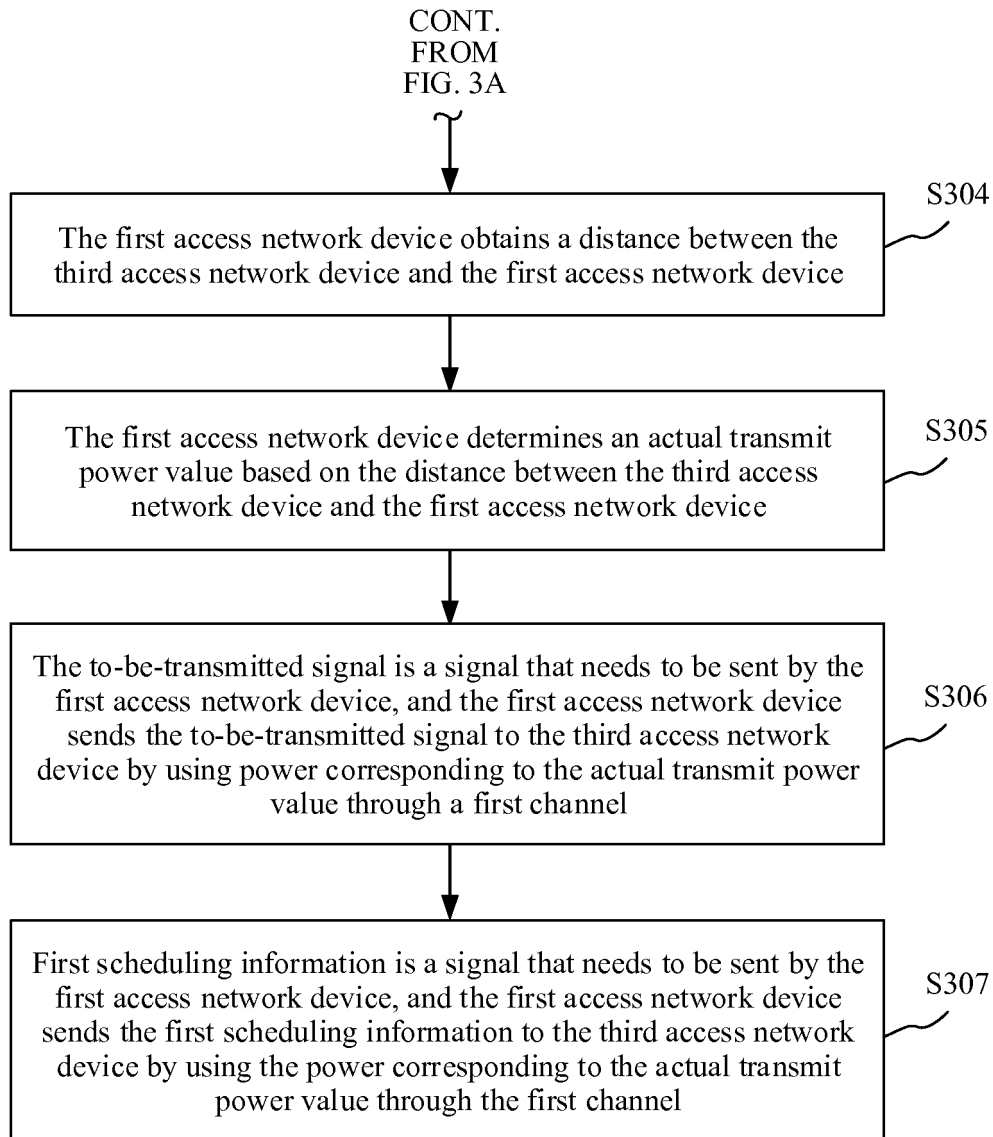 CONT.
FROM
FIG. 3A
S304
The first access network device obtains a distance between the
third access network device and the first access network device
S305
The first access network device determines an actual transmit
power value based on the distance between the third access
network device and the first access network device
S306
The to-be-transmitted signal is a signal that needs to be sent by the
first access network device, and the first access network device
sends the to-be-transmitted signal to the third access network
device by using power corresponding to the actual transmit power
value through a first channel
S307
First scheduling information is a signal that needs to be sent by the
first access network device, and the first access network device
sends the first scheduling information to the third access network
device by using the power corresponding to the actual transmit
power value through the first channel